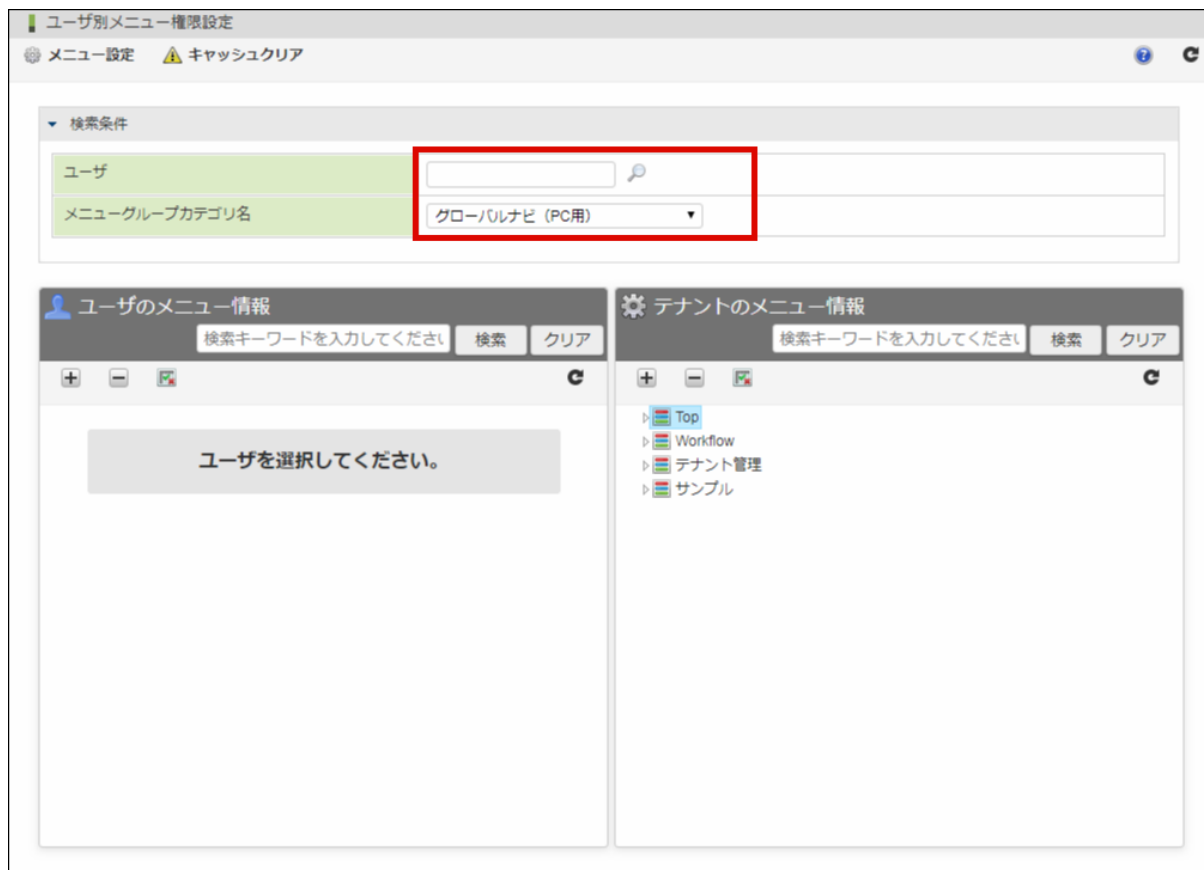 ユーザ別メニュー権限設定
メニュー設定 キャッシュクリア
検索条件
ユーザ
メニューグループカテゴリ名 グローバルナビ（PC用）
ユーザのメニュー情報
検索キーワードを入力してくださ 検索 クリア
ユーザを選択してください。
テナントのメニュー情報
検索キーワードを入力してくださ 検索 クリア
Top
Workflow
テナント管理
サンプル